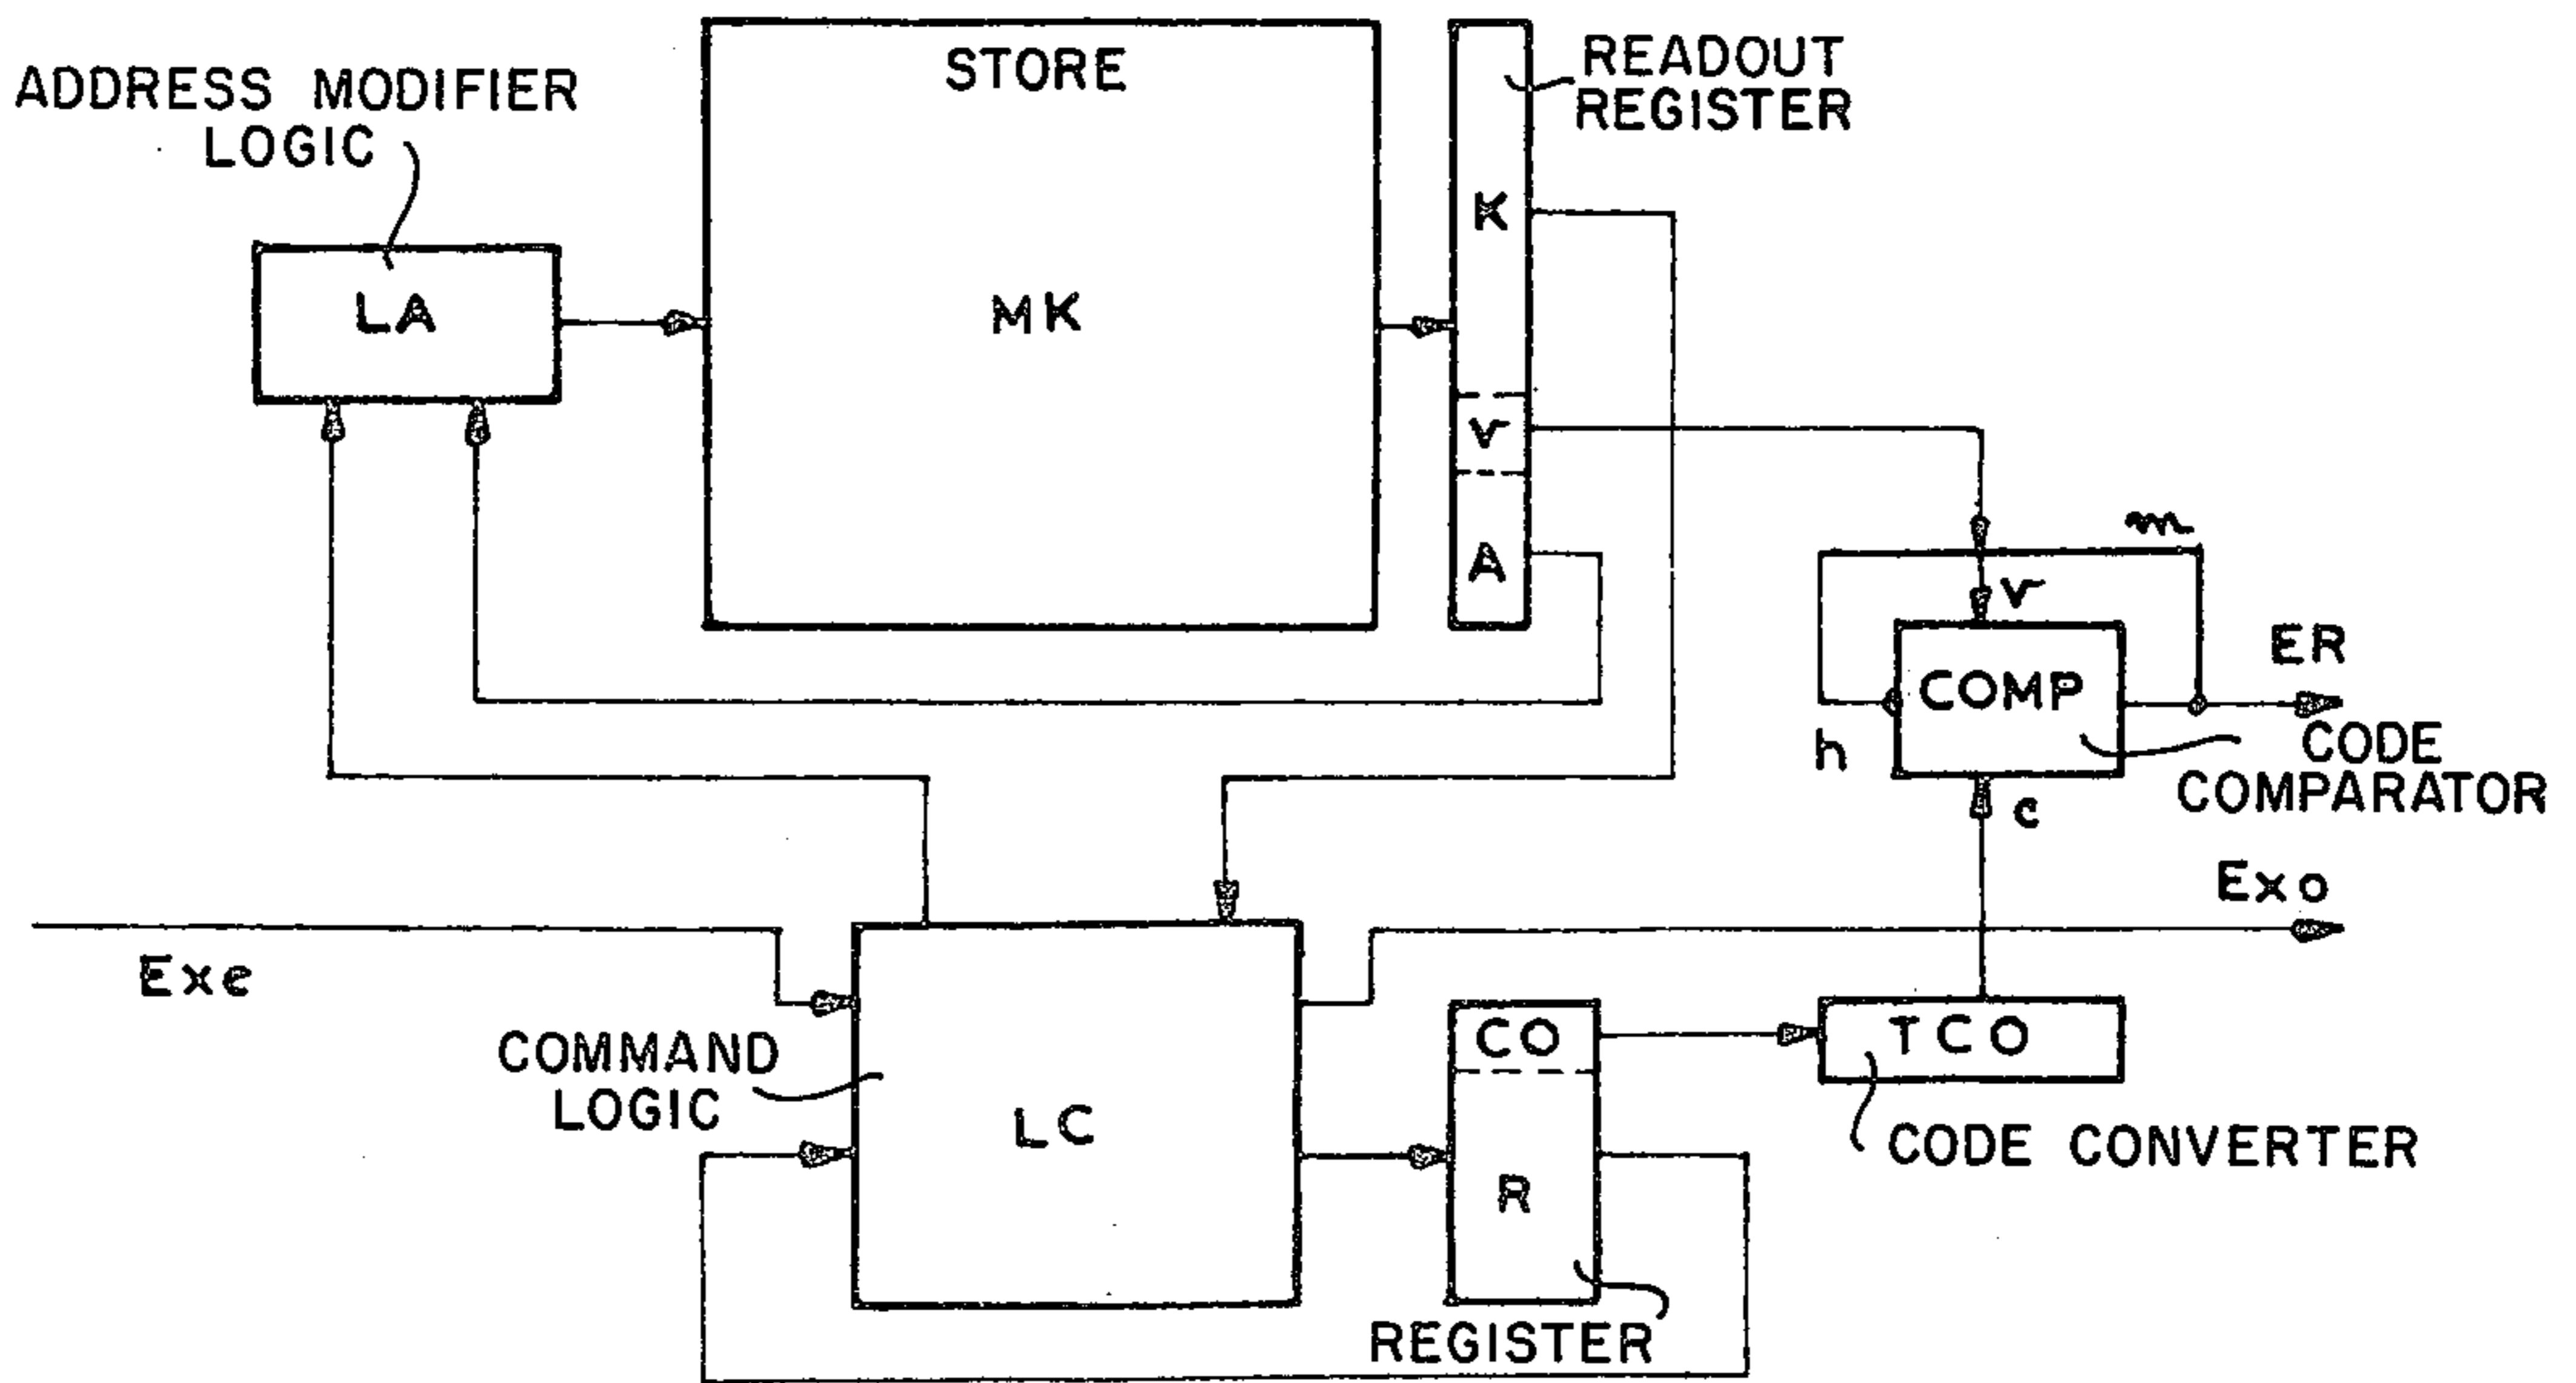 STORE
READOUT
REGISTER
ADDRESS MODIFIER
LOGIC
K
LA
MK
v
A
m
v
ER
COMP
h
CODE
COMPARATOR
c
Exo
Exe
COMMAND
LOGIC
CO
TCO
LC
CODE CONVERTER
R
REGISTER